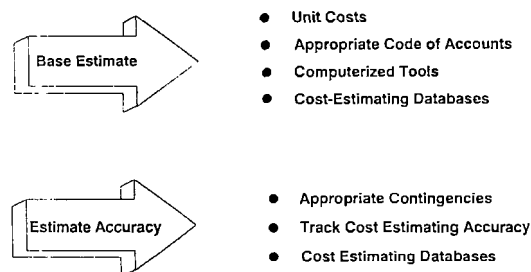 Base Estimate
● Unit Costs
● Appropriate Code of Accounts
● Computerized Tools
● Cost-Estimating Databases
Estimate Accuracy
● Appropriate Contingencies
● Track Cost Estimating Accuracy
● Cost Estimating Databases